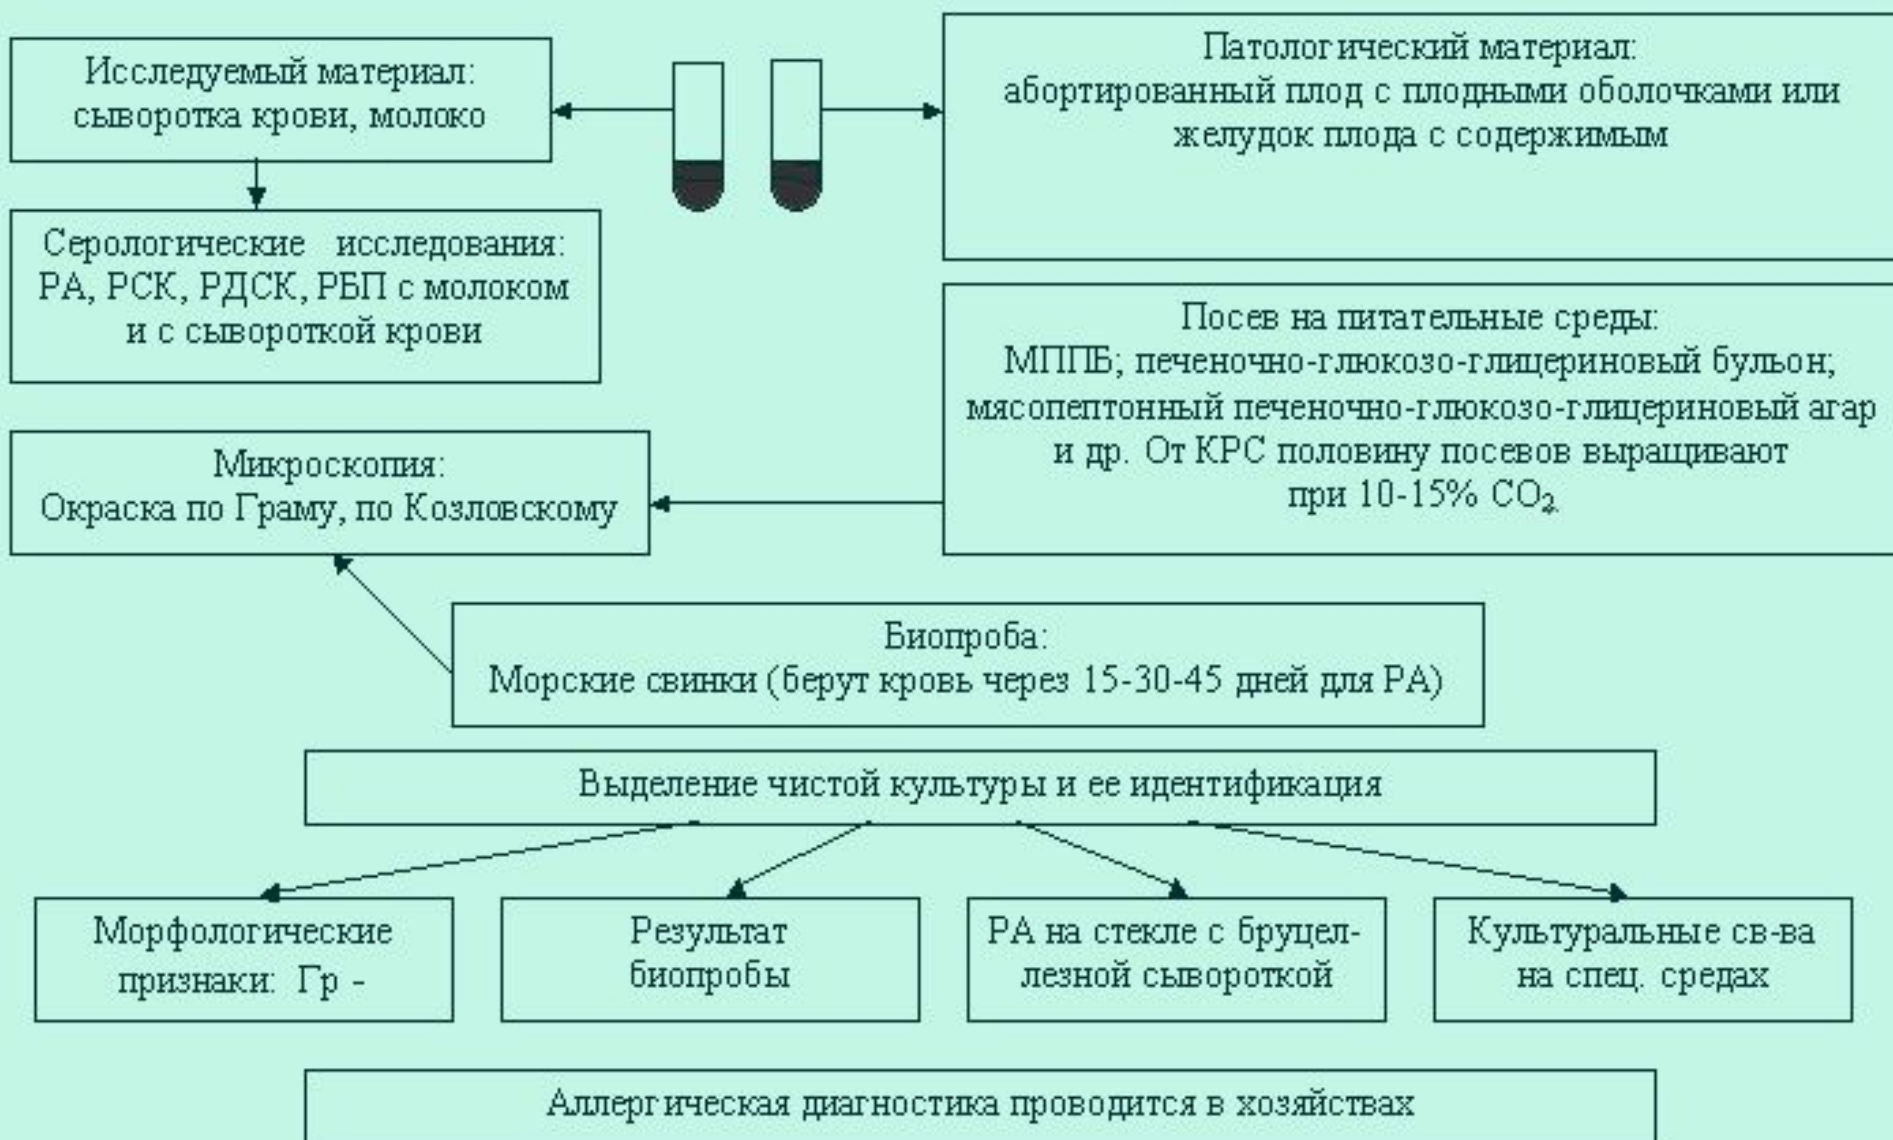 Исследуемый материал:
сыворотка крови, молоко
Патологический материал:
абортированный плод с плодными оболочками или
желудок плода с содержимым
Серологические исследования:
РА, РСК, РДСК, РБП с молоком
и с сывороткой крови
Посев на питательные среды:
МППБ; печеночно-глюкозо-глицериновый бульон;
мясопептонный печеночно-глюкозо-глицериновый агар
и др. От КРС половину посевов выращивают
при 10-15% CO₂
Микроскопия:
Окраска по Граму, по Козловскому
Биопроба:
Морские свинки (берут кровь через 15-30-45 дней для РА)
Выделение чистой культуры и ее идентификация
Морфологические
признаки: Гр -
Результат
биопробы
РА на стекле с бруцел-
лезной сывороткой
Культуральные св-ва
на спец. средах
Аллергическая диагностика проводится в хозяйствах